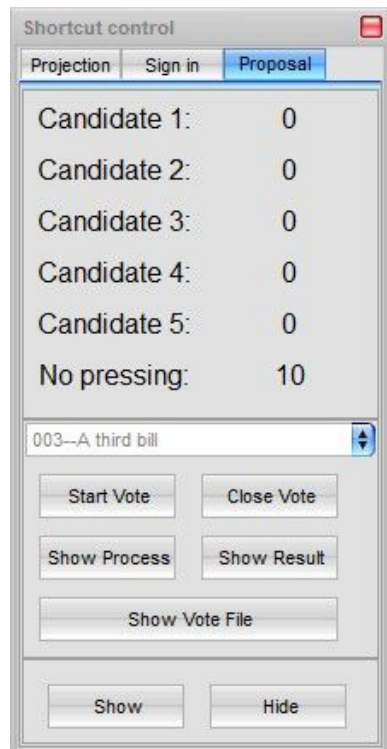 Shortcut control
Projection Sign in Proposal
Candidate 1: 0
Candidate 2: 0
Candidate 3: 0
Candidate 4: 0
Candidate 5: 0
No pressing: 10
003--A third bill
Start Vote Close Vote
Show Process Show Result
Show Vote File
Show Hide